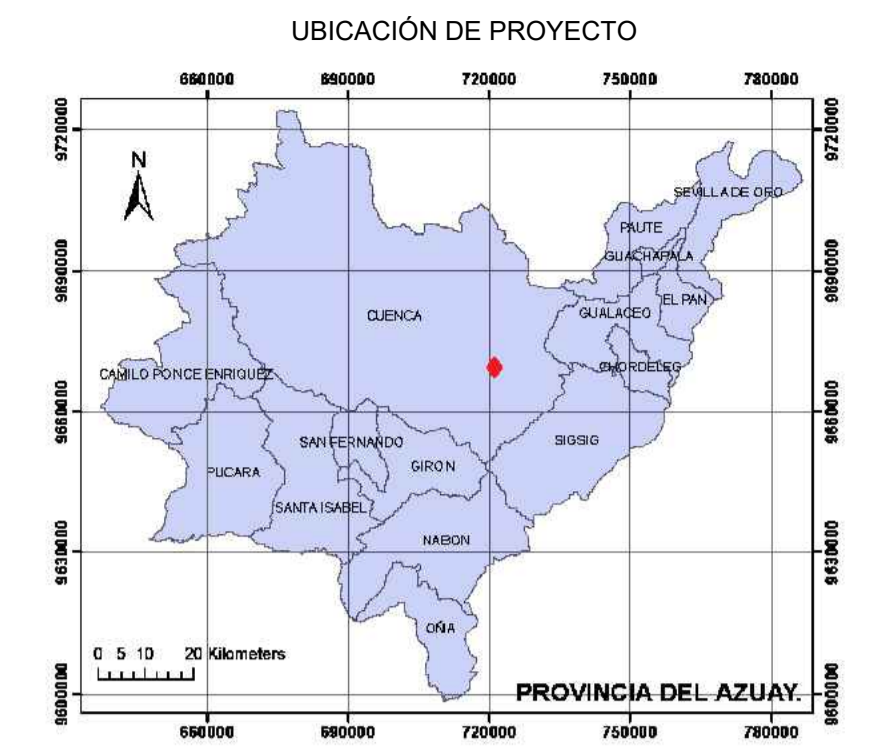 UBICACIÓN DE PROYECTO
660000 690000 720000 750000 780000
9720000 9720000
N
SEVILLA DE ORO
PAUTE
GUACHAPALA
9690000 9690000
EL PAN
GUALACEO
CUENCA
CHORDELEG
CAMILO PONCE ENRIQUEZ
9660000 9660000
SAN FERNANDO
SIGSIG
GIRON
PUCARA
SANTA ISABEL
NABON
9630000 9630000
OÑA
0 5 10 20 Kilometers
PROVINCIA DEL AZUAY.
9600000 9600000
660000 690000 720000 750000 780000